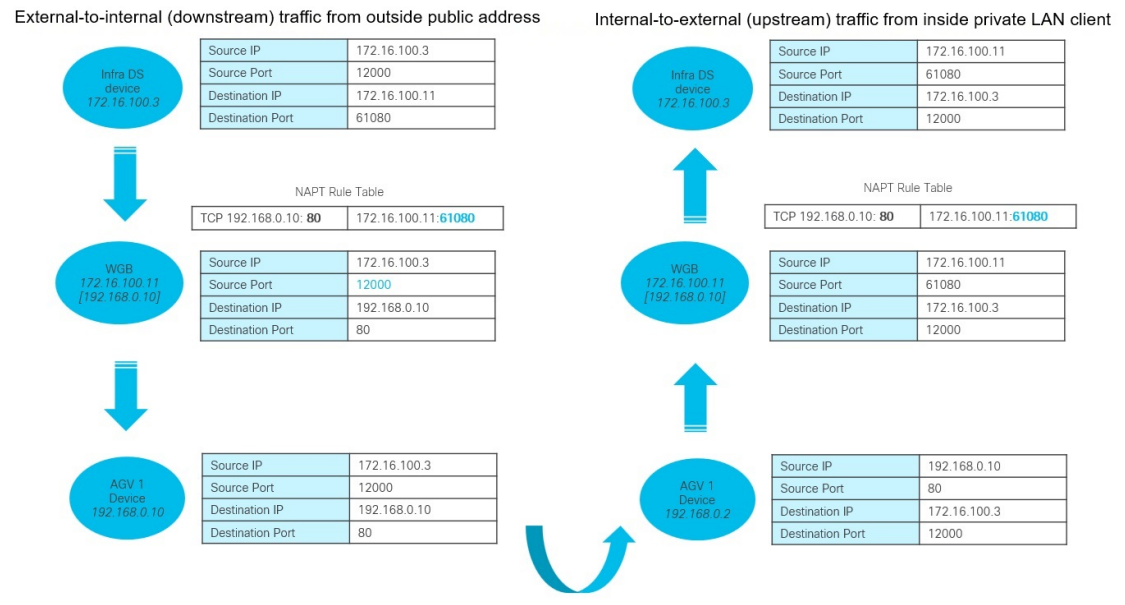 External-to-internal (downstream) traffic from outside public address
Infra DS
device
172.16.100.3
Source IP 172.16.100.3
Source Port 12000
Destination IP 172.16.100.11
Destination Port 61080
NAPT Rule Table
TCP 192.168.0.10: 80 172.16.100.11:61080
WGB
172.16.100.11
[192.168.0.10]
Source IP 172.16.100.3
Source Port 12000
Destination IP 192.168.0.10
Destination Port 80
AGV 1
Device
192.168.0.10
Source IP 172.16.100.3
Source Port 12000
Destination IP 192.168.0.10
Destination Port 80
Internal-to-external (upstream) traffic from inside private LAN client
Infra DS
device
172.16.100.3
Source IP 172.16.100.11
Source Port 61080
Destination IP 172.16.100.3
Destination Port 12000
NAPT Rule Table
TCP 192.168.0.10: 80 172.16.100.11:61080
WGB
172.16.100.11
[192.168.0.10]
Source IP 172.16.100.11
Source Port 61080
Destination IP 172.16.100.3
Destination Port 12000
AGV 1
Device
192.168.0.2
Source IP 192.168.0.10
Source Port 80
Destination IP 172.16.100.3
Destination Port 12000